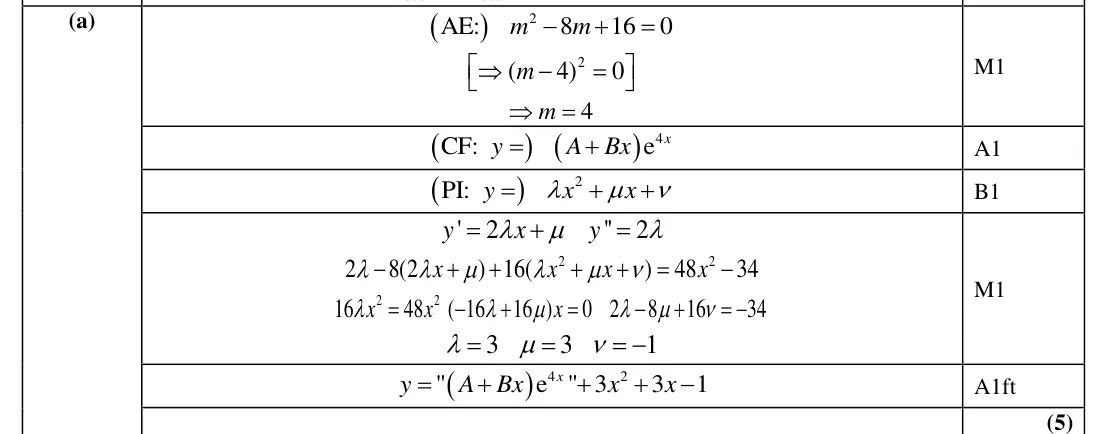 (a)
(AE:) m² − 8m + 16 = 0
[⇒ (m − 4)² = 0]
⇒ m = 4
M1
(CF: y =) (A + Bx)e⁴ˣ
A1
(PI: y =) λx² + μx + ν
B1
y' = 2λx + μ y" = 2λ
2λ − 8(2λx + μ) + 16(λx² + μx + ν) = 48x² − 34
16λx² = 48x² (−16λ + 16μ)x = 0 2λ − 8μ + 16ν = −34
λ = 3 μ = 3 ν = −1
M1
y = "(A + Bx)e⁴ˣ" + 3x² + 3x − 1
A1ft
(5)